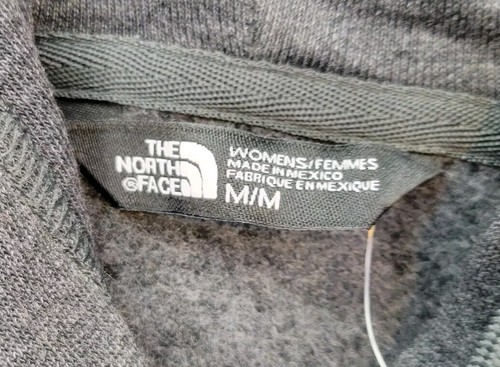 THE
NORTH
®FACE
WOMENS/FEMMES
MADE IN MEXICO
FABRIQUE EN MEXIQUE
M/M